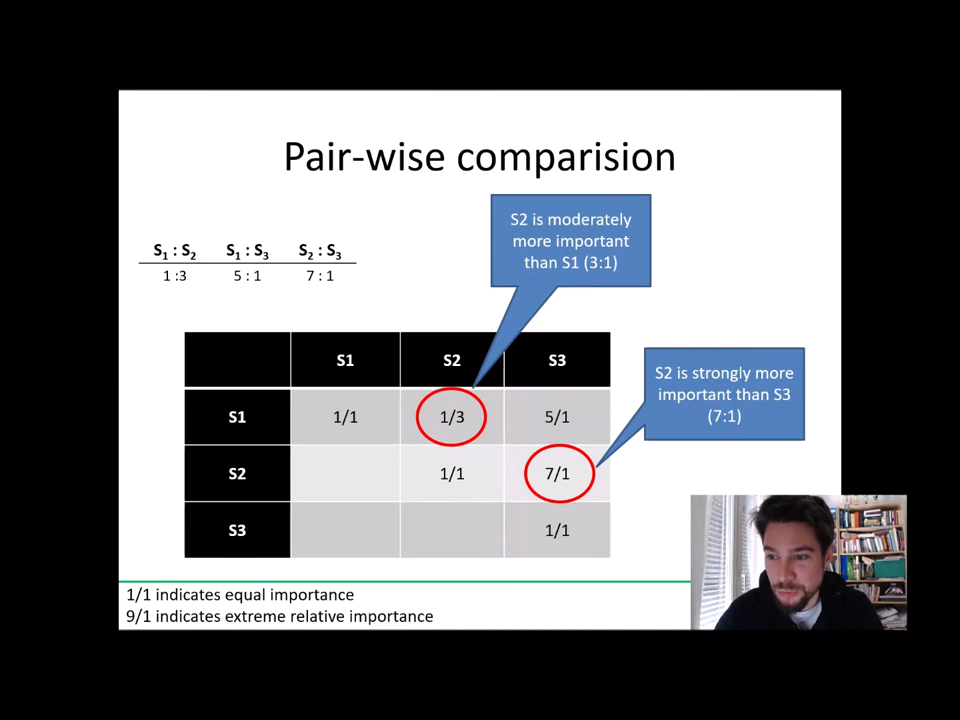 Pair-wise comparision
S2 is moderately
more important
than S1 (3:1)
S₁ : S₂ S₁ : S₃ S₂ : S₃
1 :3 5 : 1 7 : 1
S1 S2 S3
S1 1/1 1/3 5/1
S2 1/1 7/1
S3 1/1
S2 is strongly more
important than S3
(7:1)
1/1 indicates equal importance
9/1 indicates extreme relative importance